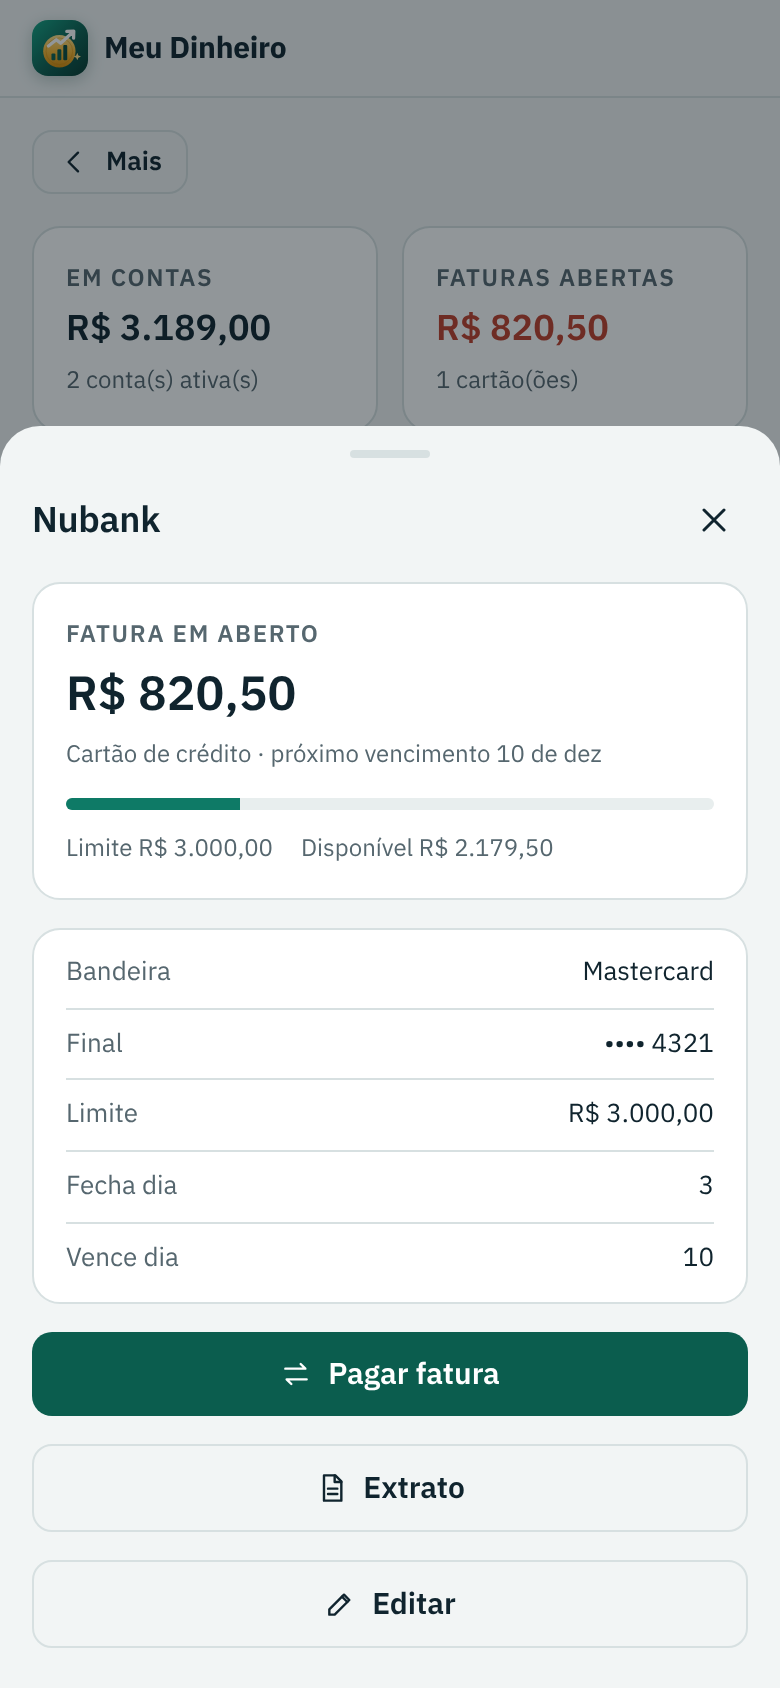 Meu Dinheiro
Mais
EM CONTAS
R$ 3.189,00
2 conta(s) ativa(s)
FATURAS ABERTAS
R$ 820,50
1 cartão(ões)
Nubank
FATURA EM ABERTO
R$ 820,50
Cartão de crédito · próximo vencimento 10 de dez
Limite R$ 3.000,00 Disponível R$ 2.179,50
Bandeira Mastercard
Final •••• 4321
Limite R$ 3.000,00
Fecha dia 3
Vence dia 10
Pagar fatura
Extrato
Editar